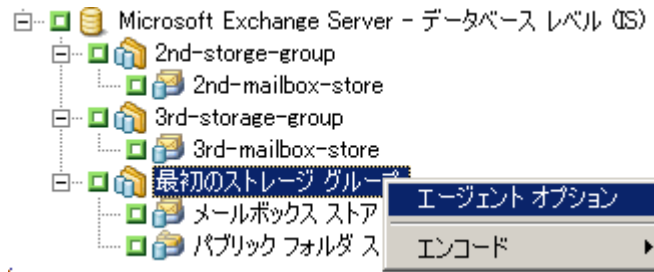 Microsoft Exchange Server - データベース レベル (IS)
2nd-storge-group
2nd-mailbox-store
3rd-storage-group
3rd-mailbox-store
最初のストレージ グループ
エージェント オプション
メールボックス ストア
パブリック フォルダ ス
エンコード